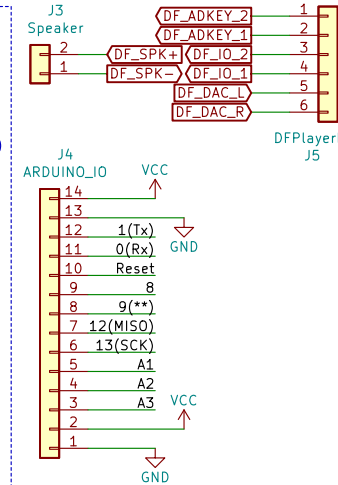 J3
Speaker
2 DF_SPK+
1 DF_SPK-
DF_ADKEY_2 1
DF_ADKEY_1 2
DF_IO_2 3
DF_IO_1 4
DF_DAC_L 5
DF_DAC_R 6
DFPlayer
J5
J4
ARDUINO_IO
VCC
14
13
GND
12 1(Tx)
11 0(Rx)
10 Reset
9 8
8 9(**)
7 12(MISO)
6 13(SCK)
5 A1
4 A2
3 A3
VCC
2
1
GND